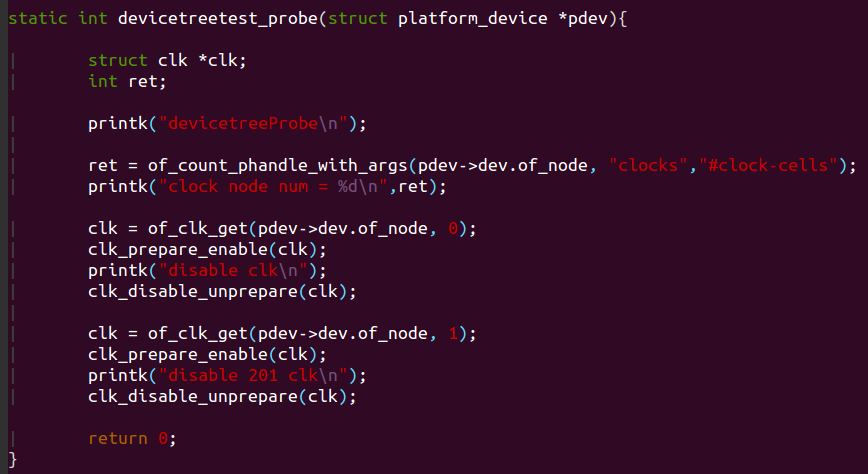 static int devicetreetest_probe(struct platform_device *pdev){
struct clk *clk;
int ret;
printk("devicetreeProbe\n");
ret = of_count_phandle_with_args(pdev->dev.of_node, "clocks","#clock-cells");
printk("clock node num = %d\n",ret);
clk = of_clk_get(pdev->dev.of_node, 0);
clk_prepare_enable(clk);
printk("disable clk\n");
clk_disable_unprepare(clk);
clk = of_clk_get(pdev->dev.of_node, 1);
clk_prepare_enable(clk);
printk("disable 201 clk\n");
clk_disable_unprepare(clk);
return 0;
}